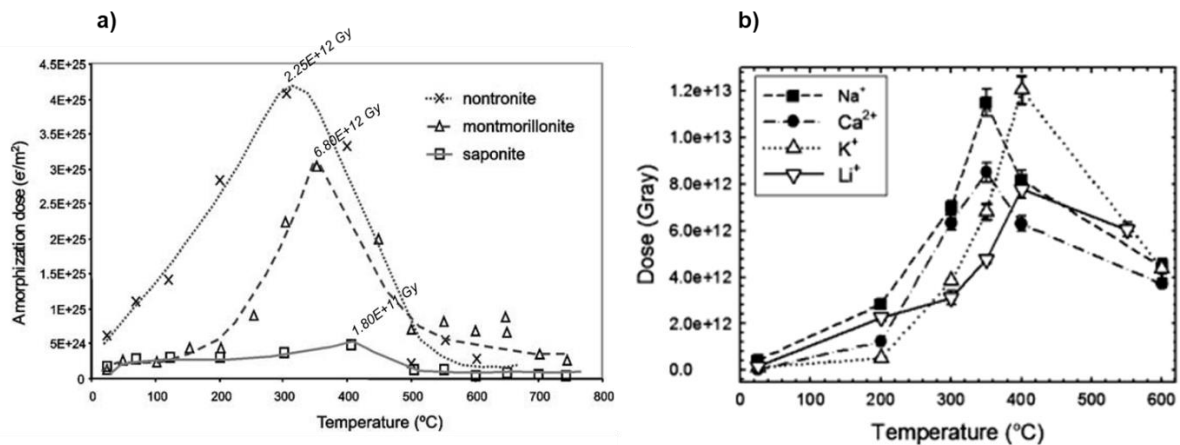 a)
2.25E+12 Gy
6.80E+12 Gy
1.80E+11 Gy
4.5E+25
4E+25
3.5E+25
3E+25
2.5E+25
2E+25
1.5E+25
1E+25
5E+24
0
Amorphization dose (e⁻/m²)
nontronite
montmorillonite
saponite
0 100 200 300 400 500 600 700 800
Temperature (ºC)
b)
1.2e+13
1.0e+13
8.0e+12
6.0e+12
4.0e+12
2.0e+12
0.0
Dose (Gray)
Na⁺
Ca²⁺
K⁺
Li⁺
0 100 200 300 400 500 600
Temperature (°C)